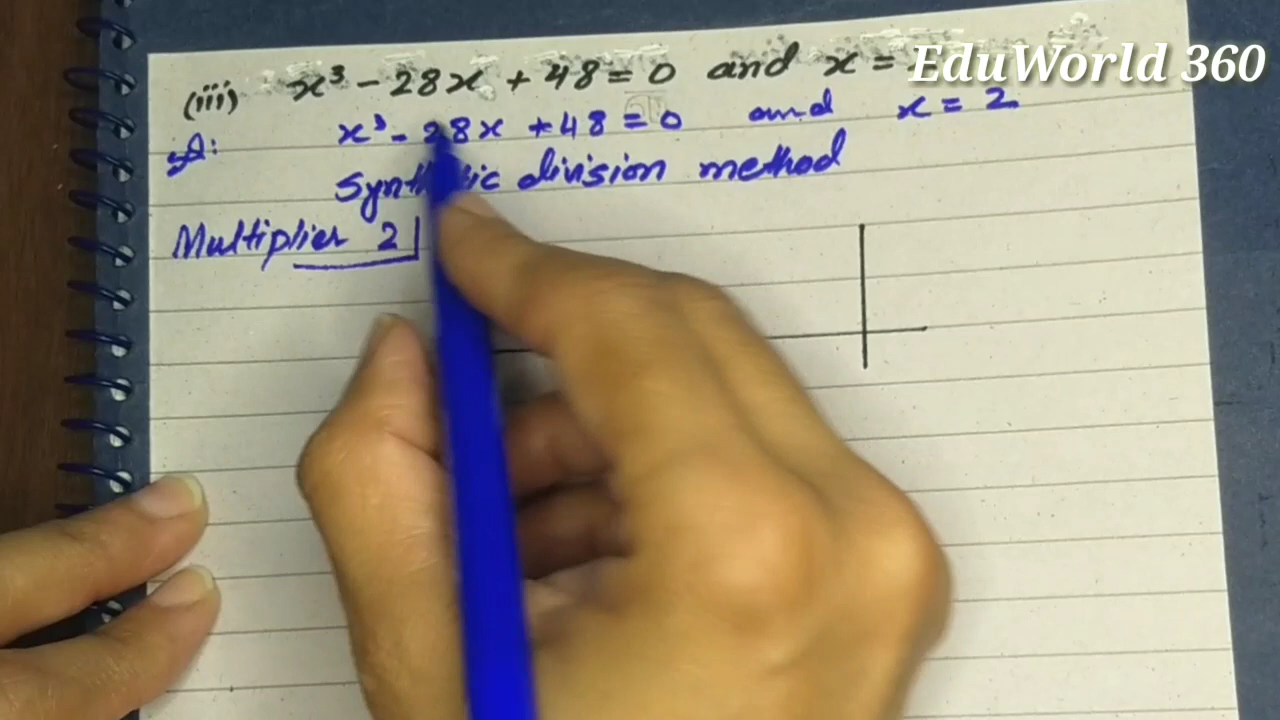 EduWorld 360
(iii) x³ - 28x + 48 = 0 and x =
Sol: x³ - 28x + 48 = 0 and x = 2
division method
Multiplier 2